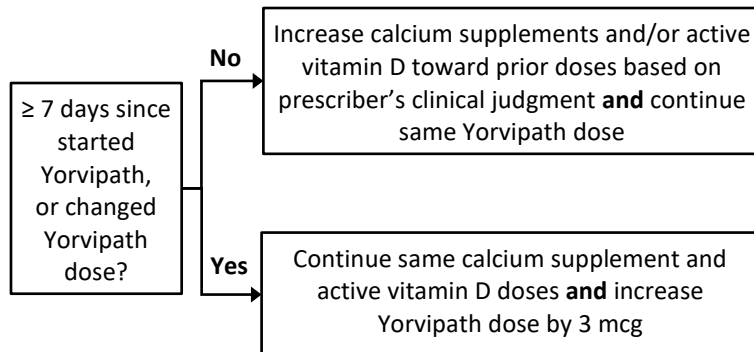 ≥ 7 days since
started
Yorvipath,
or changed
Yorvipath
dose?
No
Increase calcium supplements and/or active
vitamin D toward prior doses based on
prescriber’s clinical judgment and continue
same Yorvipath dose
Yes
Continue same calcium supplement and
active vitamin D doses and increase
Yorvipath dose by 3 mcg